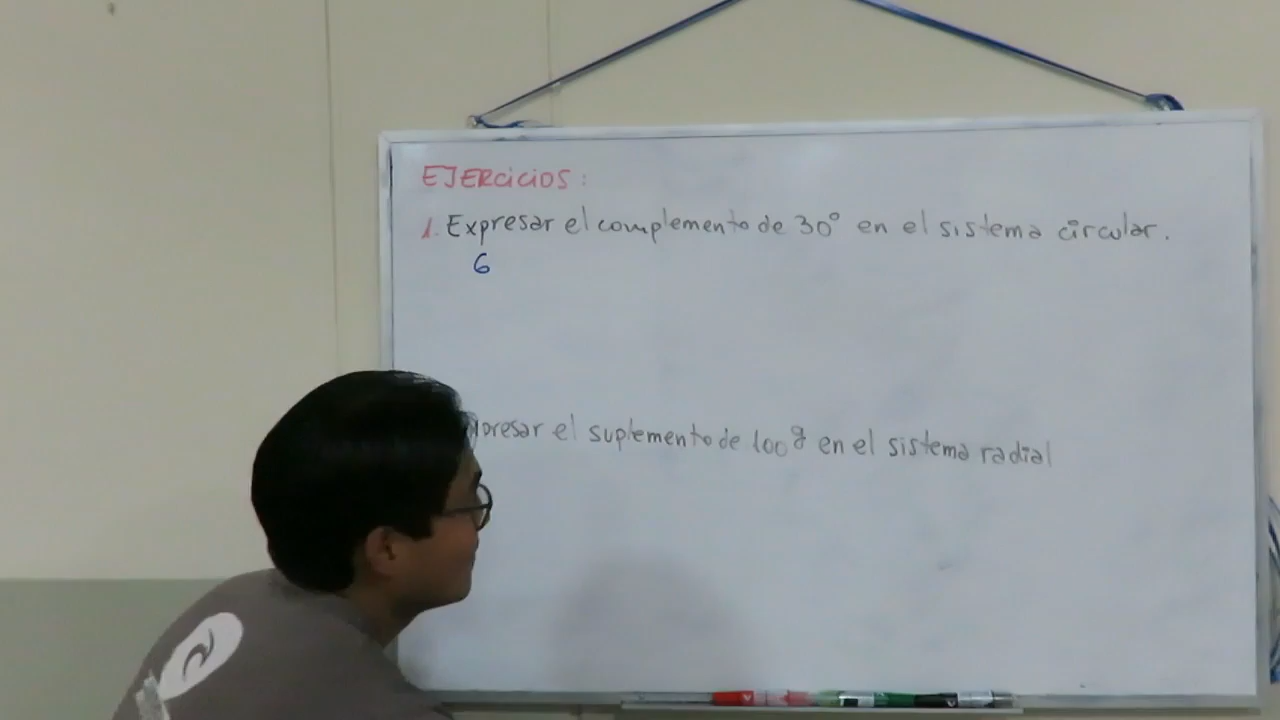 EJERCICIOS:
1. Expresar el complemento de 30° en el sistema circular.
6
el suplemento de 100g en el sistema radial